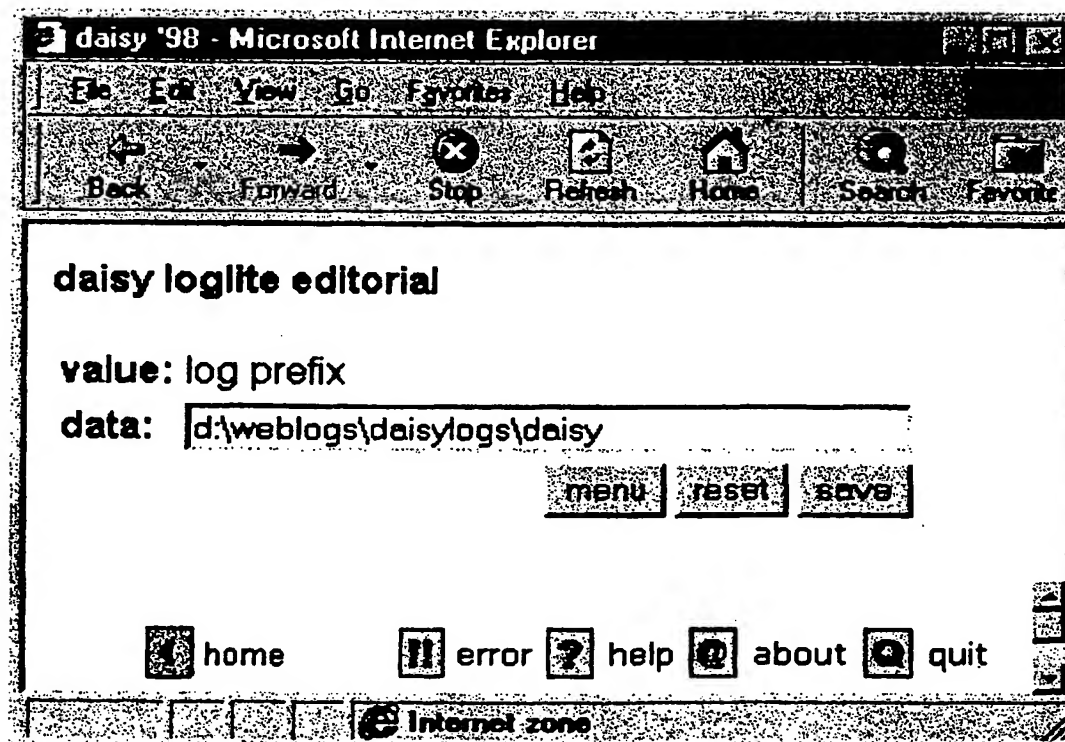 daisy '98 - Microsoft Internet Explorer
File Edit View Go Favorites Help
Back Forward Stop Refresh Home Search Favorite
daisy loglite editorial
value: log prefix
data: d:\weblogs\daisylogs\daisy
menu reset save
home !! error ? help @ about Q quit
Internet zone